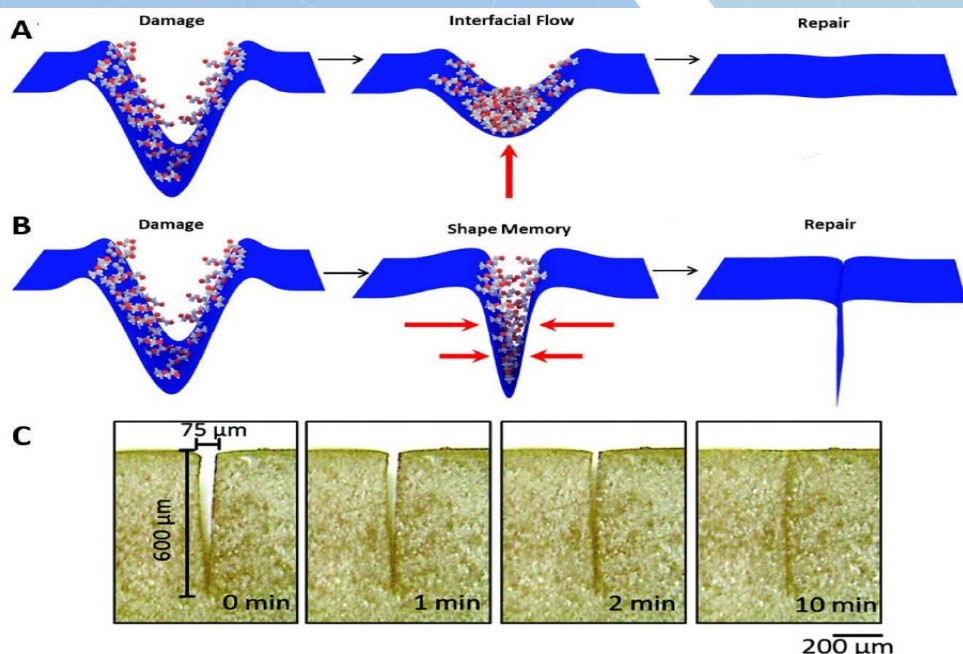 A
Damage
Interfacial Flow
Repair
B
Damage
Shape Memory
Repair
C
75 μm
600 μm
0 min
1 min
2 min
10 min
200 μm